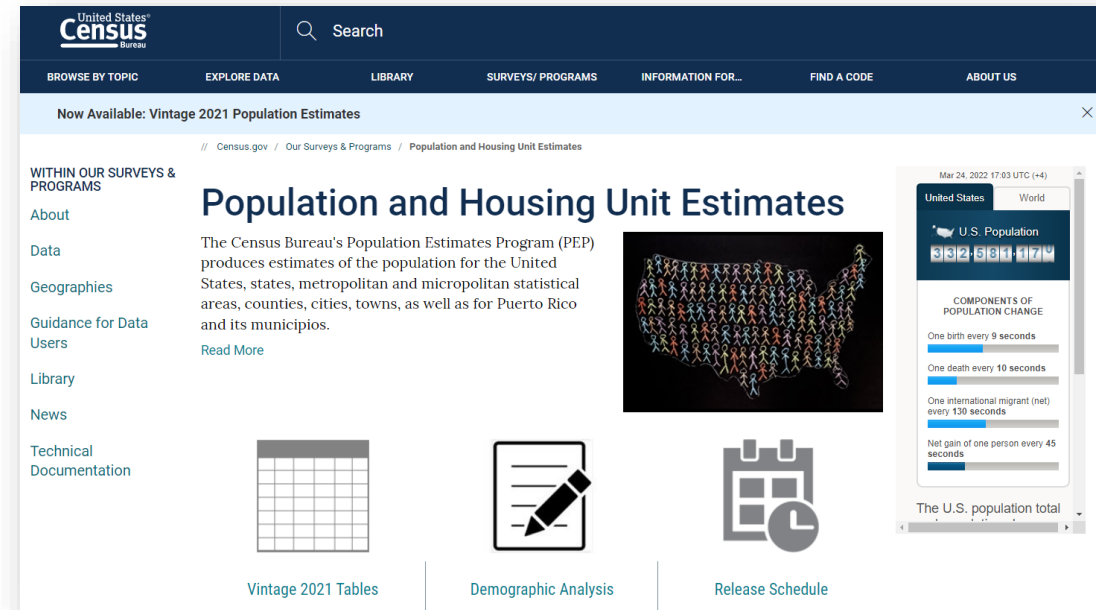 United States®
Census
Bureau
Search
BROWSE BY TOPIC
EXPLORE DATA
LIBRARY
SURVEYS/ PROGRAMS
INFORMATION FOR...
FIND A CODE
ABOUT US
Now Available: Vintage 2021 Population Estimates
// Census.gov / Our Surveys & Programs / Population and Housing Unit Estimates
WITHIN OUR SURVEYS &
PROGRAMS
About
Data
Geographies
Guidance for Data
Users
Library
News
Technical
Documentation
Population and Housing Unit Estimates
The Census Bureau's Population Estimates Program (PEP)
produces estimates of the population for the United
States, states, metropolitan and micropolitan statistical
areas, counties, cities, towns, as well as for Puerto Rico
and its municipios.
Read More
Mar 24, 2022 17:03 UTC (+4)
United States
World
U.S. Population
332,581,170
COMPONENTS OF
POPULATION CHANGE
One birth every 9 seconds
One death every 10 seconds
One international migrant (net)
every 130 seconds
Net gain of one person every 45
seconds
The U.S. population total
Vintage 2021 Tables
Demographic Analysis
Release Schedule